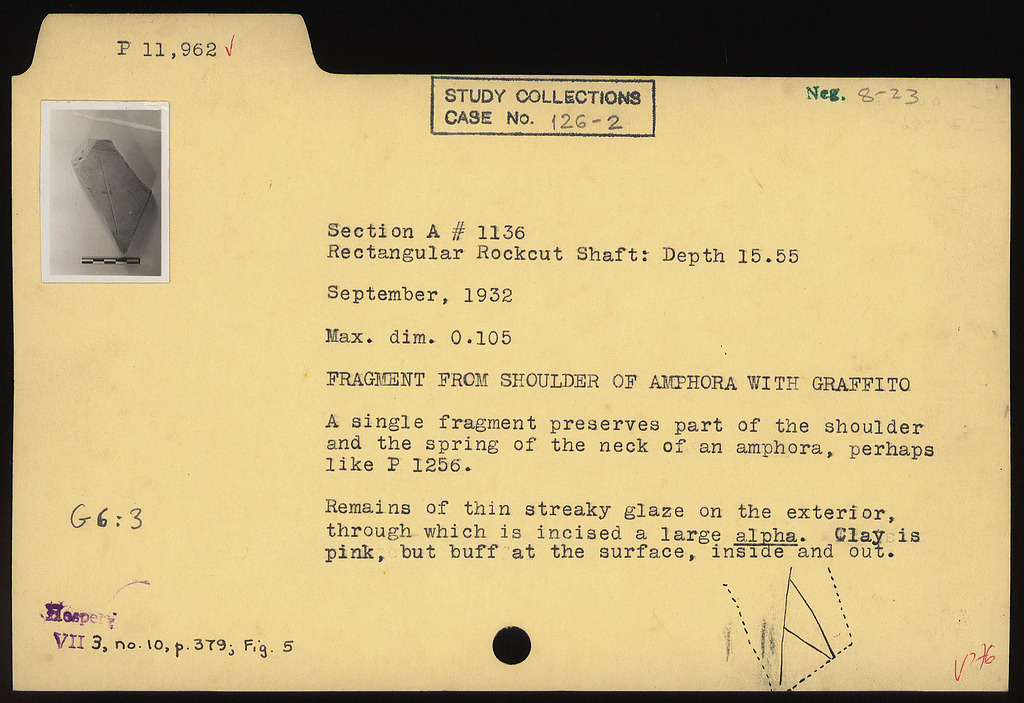 P 11,962 ✓
STUDY COLLECTIONS
CASE No. 126-2
Neg. 8-23
Section A # 1136
Rectangular Rockcut Shaft: Depth 15.55
September, 1932
Max. dim. 0.105
FRAGMENT FROM SHOULDER OF AMPHORA WITH GRAFFITO
A single fragment preserves part of the shoulder
and the spring of the neck of an amphora, perhaps
like P 1256.
Remains of thin streaky glaze on the exterior,
through which is incised a large alpha. Clay is
pink, but buff at the surface, inside and out.
G 6:3
Hesper
VII 3, no. 10, p. 379; Fig. 5